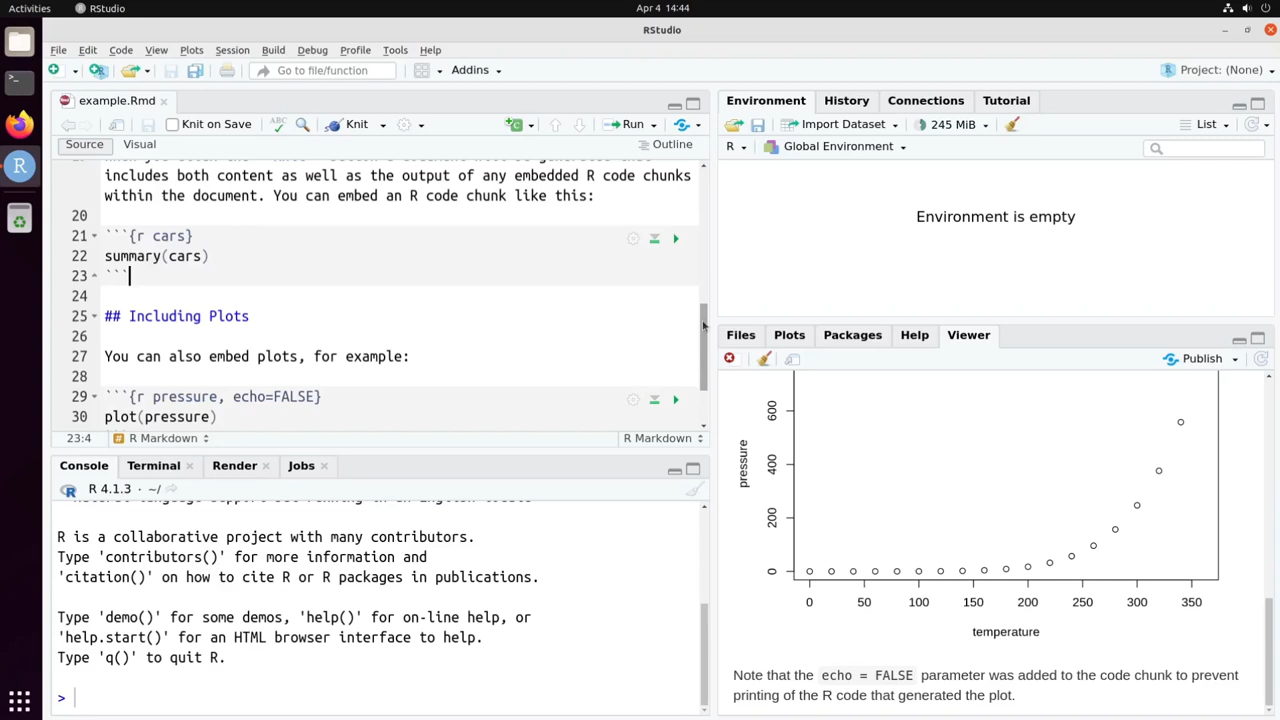 Activities
RStudio
Apr 4 14:44
RStudio
File Edit Code View Plots Session Build Debug Profile Tools Help
Go to file/function
Addins
Project: (None)
example.Rmd
Knit on Save
ABC
Knit
Run
Source Visual
Outline
includes both content as well as the output of any embedded R code chunks
within the document. You can embed an R code chunk like this:
20
21 ```{r cars}
22 summary(cars)
23 ```
24
25 ## Including Plots
26
27 You can also embed plots, for example:
28
29 ```{r pressure, echo=FALSE}
30 plot(pressure)
23:4 # R Markdown
R Markdown
Console Terminal Render Jobs
R 4.1.3 · ~/
R is a collaborative project with many contributors.
Type 'contributors()' for more information and
'citation()' on how to cite R or R packages in publications.
Type 'demo()' for some demos, 'help()' for on-line help, or
'help.start()' for an HTML browser interface to help.
Type 'q()' to quit R.
>
Environment History Connections Tutorial
Import Dataset
245 MiB
List
R
Global Environment
Environment is empty
Files Plots Packages Help Viewer
Publish
pressure
600
400
200
0
0 50 100 150 200 250 300 350
temperature
Note that the echo = FALSE parameter was added to the code chunk to prevent
printing of the R code that generated the plot.